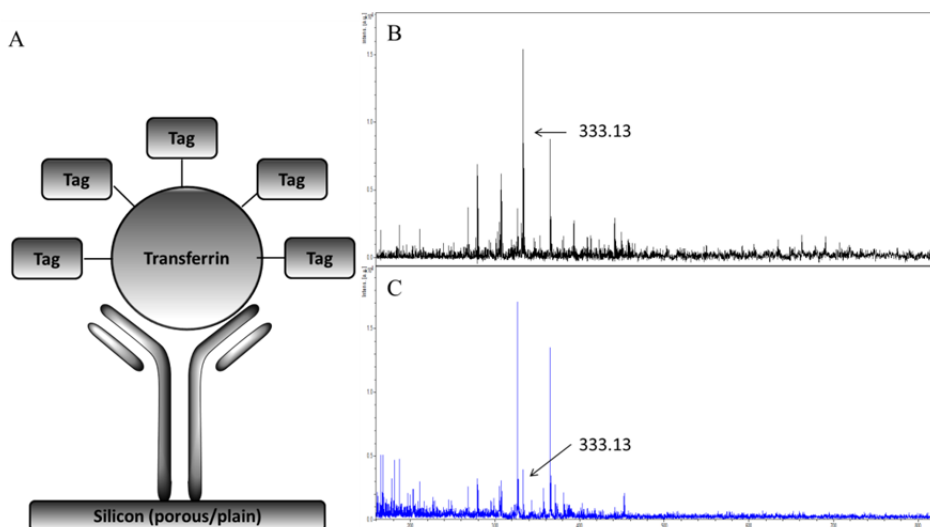 A
Tag
Tag
Tag
Tag
Tag
Transferrin
Silicon (porous/plain)
B
333.13
C
333.13